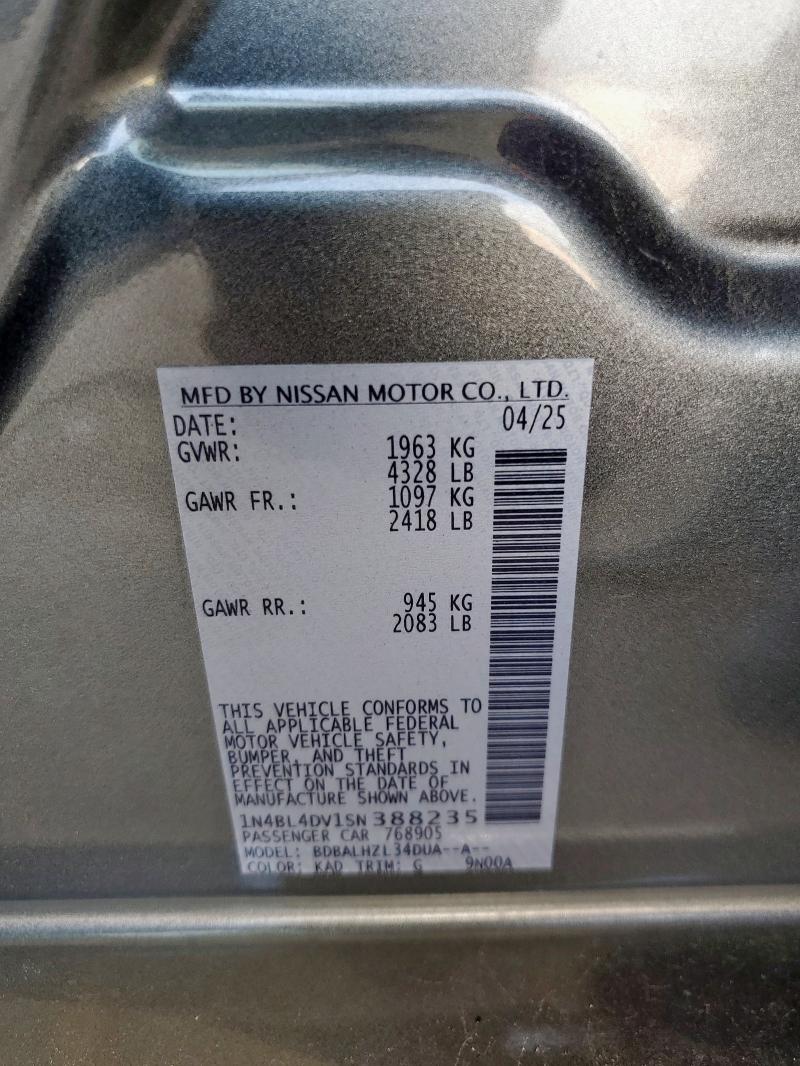 MFD BY NISSAN MOTOR CO., LTD.
DATE: 04/25
GVWR: 1963 KG
4328 LB
GAWR FR.: 1097 KG
2418 LB
GAWR RR.: 945 KG
2083 LB
THIS VEHICLE CONFORMS TO
ALL APPLICABLE FEDERAL
MOTOR VEHICLE SAFETY,
BUMPER, AND THEFT
PREVENTION STANDARDS IN
EFFECT ON THE DATE OF
MANUFACTURE SHOWN ABOVE.
1N4BL4DV1SN388235
PASSENGER CAR 768905
MODEL: BDBALHZL34DUA--A--
COLOR: KAD TRIM: G 9N00A